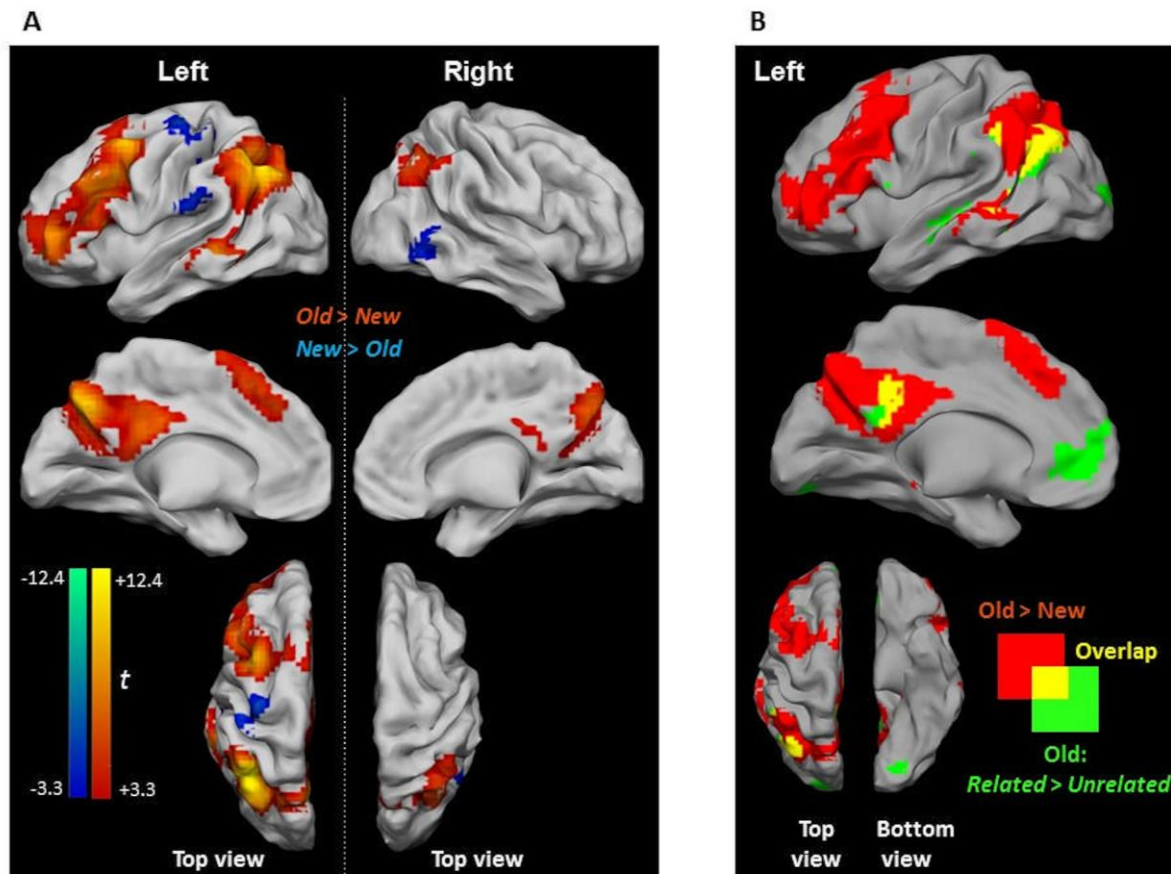 A
B
Left
Right
Left
Old > New
New > Old
-12.4
+12.4
t
-3.3
+3.3
Top view
Top view
Old > New
Overlap
Old:
Related > Unrelated
Top
view
Bottom
view